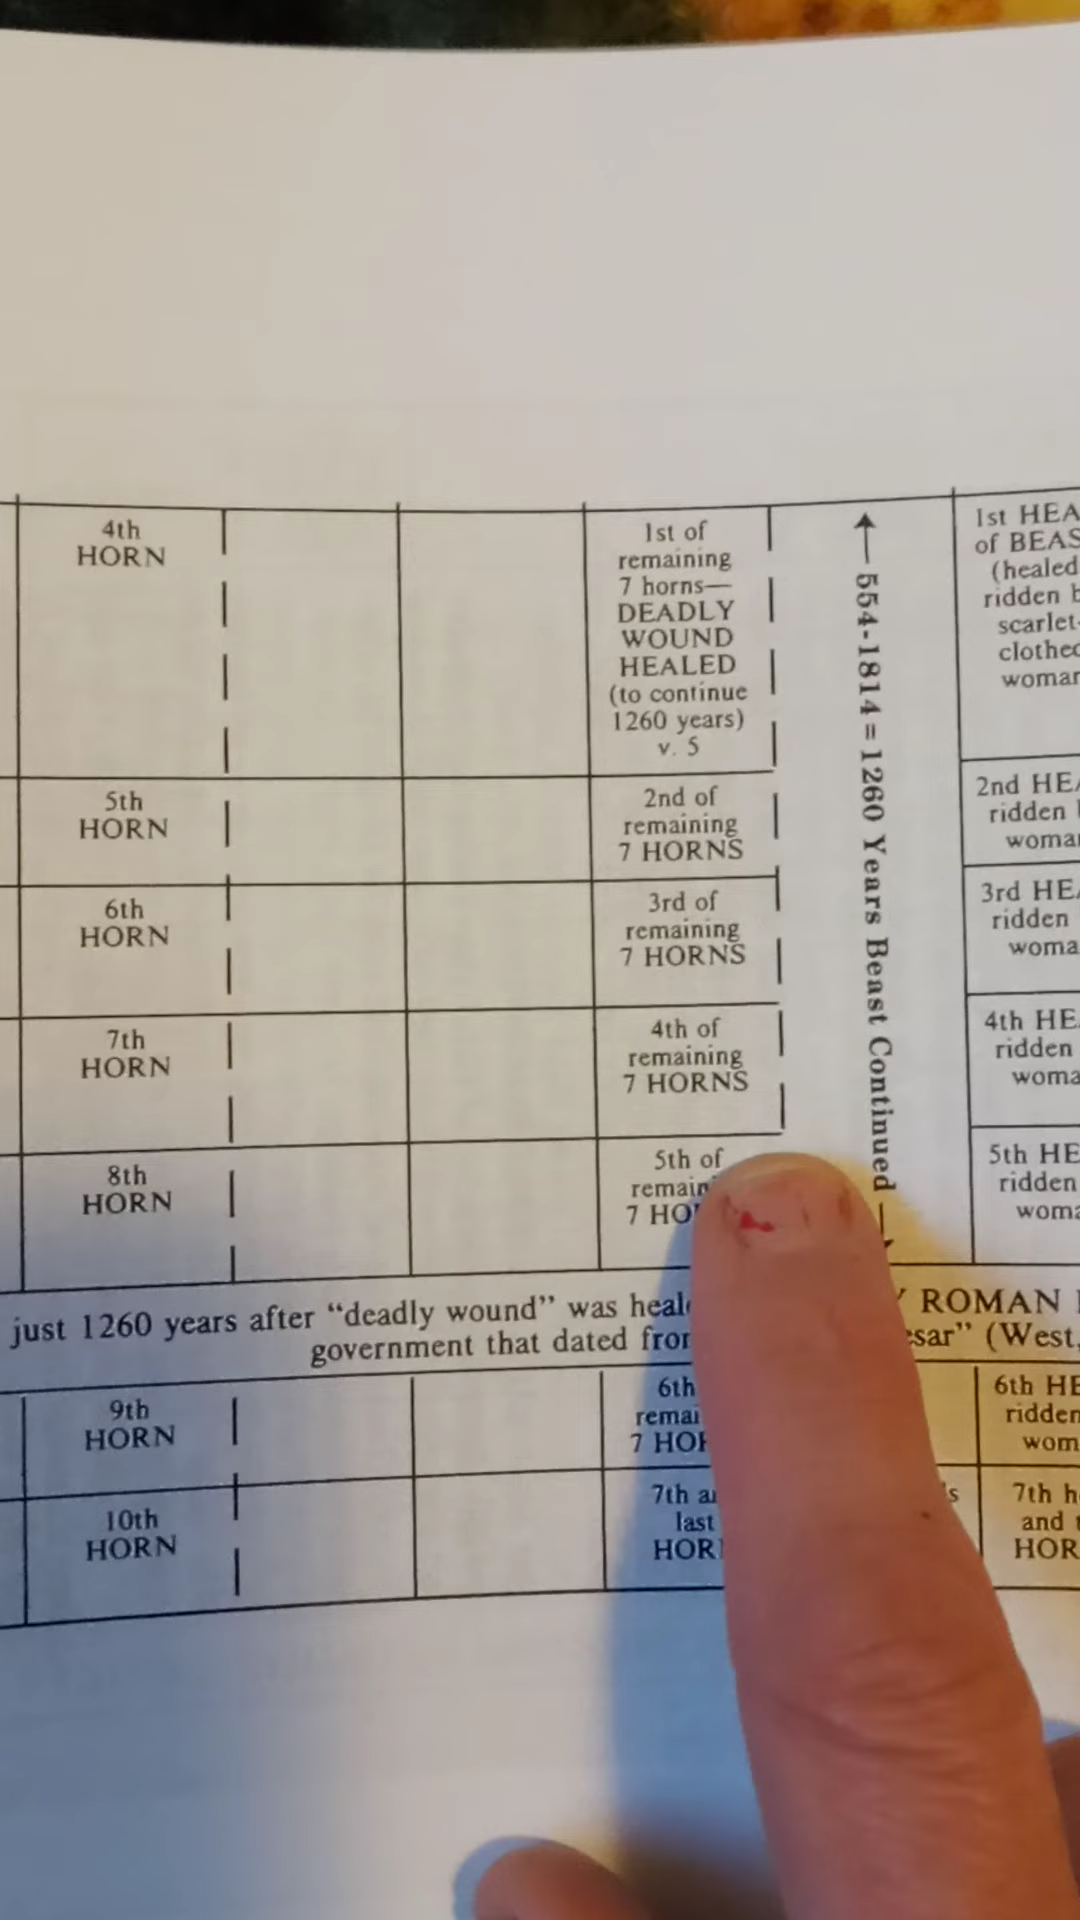 4th
HORN
1st of
remaining
7 horns—
DEADLY
WOUND
HEALED
(to continue
1260 years)
v. 5
554-1814=1260 Years Beast Continued
1st HEA
of BEAS
(healed
ridden b
scarlet-
clothed
woman
5th
HORN
2nd of
remaining
7 HORNS
2nd HEA
ridden
woman
6th
HORN
3rd of
remaining
7 HORNS
3rd HEA
ridden
woma
7th
HORN
4th of
remaining
7 HORNS
4th HE
ridden
woma
8th
HORN
5th of
remain
7 HO
5th HE
ridden
woma
just 1260 years after “deadly wound” was heal ROMAN
government that dated fro esar” (West,
9th
HORN
6th
remai
7 HO
6th HE
ridden
wom
10th
HORN
7th a
last
HOR
s
7th h
and t
HOR